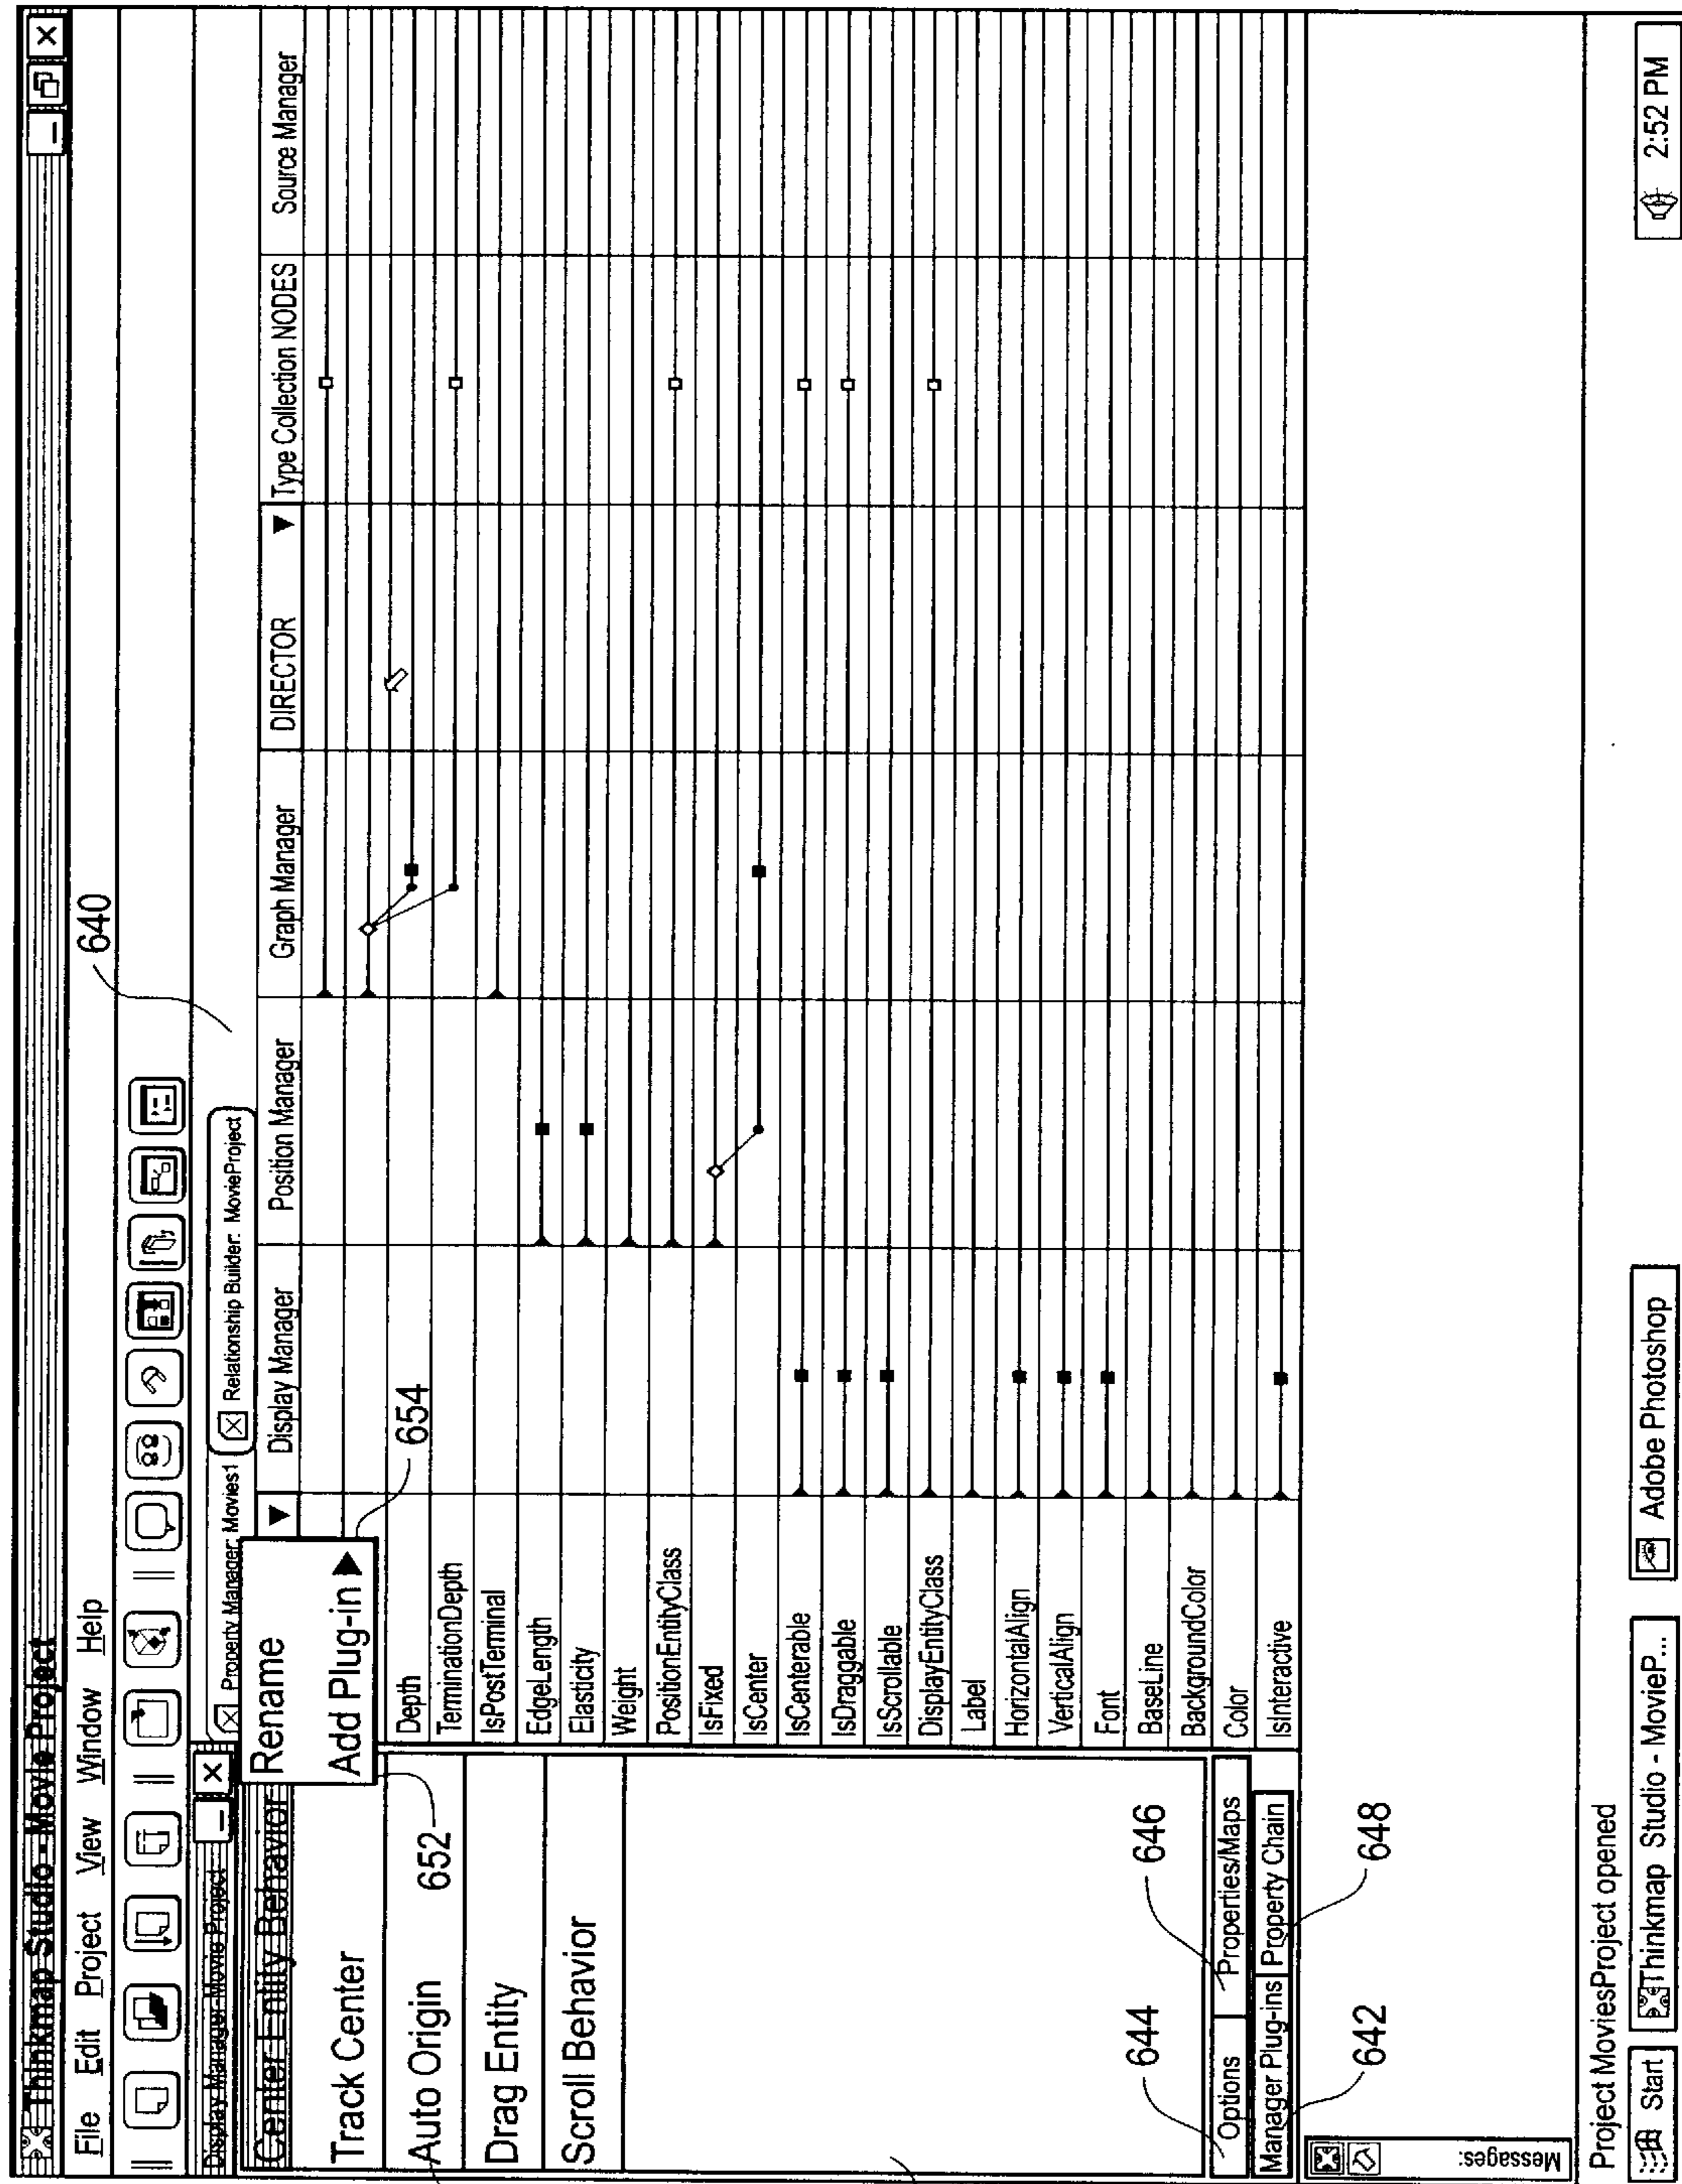 Thinkmap Studio - Movie Project
File Edit Project View Window Help
640
Display Manager-Movie Project
Property Manager: Movies1
Relationship Builder: MovieProject
Center Entity Behavior
Rename
Add Plug-in
654
652
Display Manager
Position Manager
Graph Manager
DIRECTOR
Type Collection NODES
Source Manager
Track Center
Auto Origin
Drag Entity
Scroll Behavior
Depth
TerminationDepth
IsPostTerminal
EdgeLength
Elasticity
Weight
PositionEntityClass
IsFixed
IsCenter
IsCenterable
IsDraggable
IsScrollable
DisplayEntityClass
Label
HorizontalAlign
VerticalAlign
Font
BaseLine
BackgroundColor
Color
IsInteractive
644
646
Options
Properties/Maps
Manager Plug-ins
Property Chain
642
648
Messages:
Project MoviesProject opened
Start
Thinkmap Studio - MovieP...
Adobe Photoshop
2:52 PM